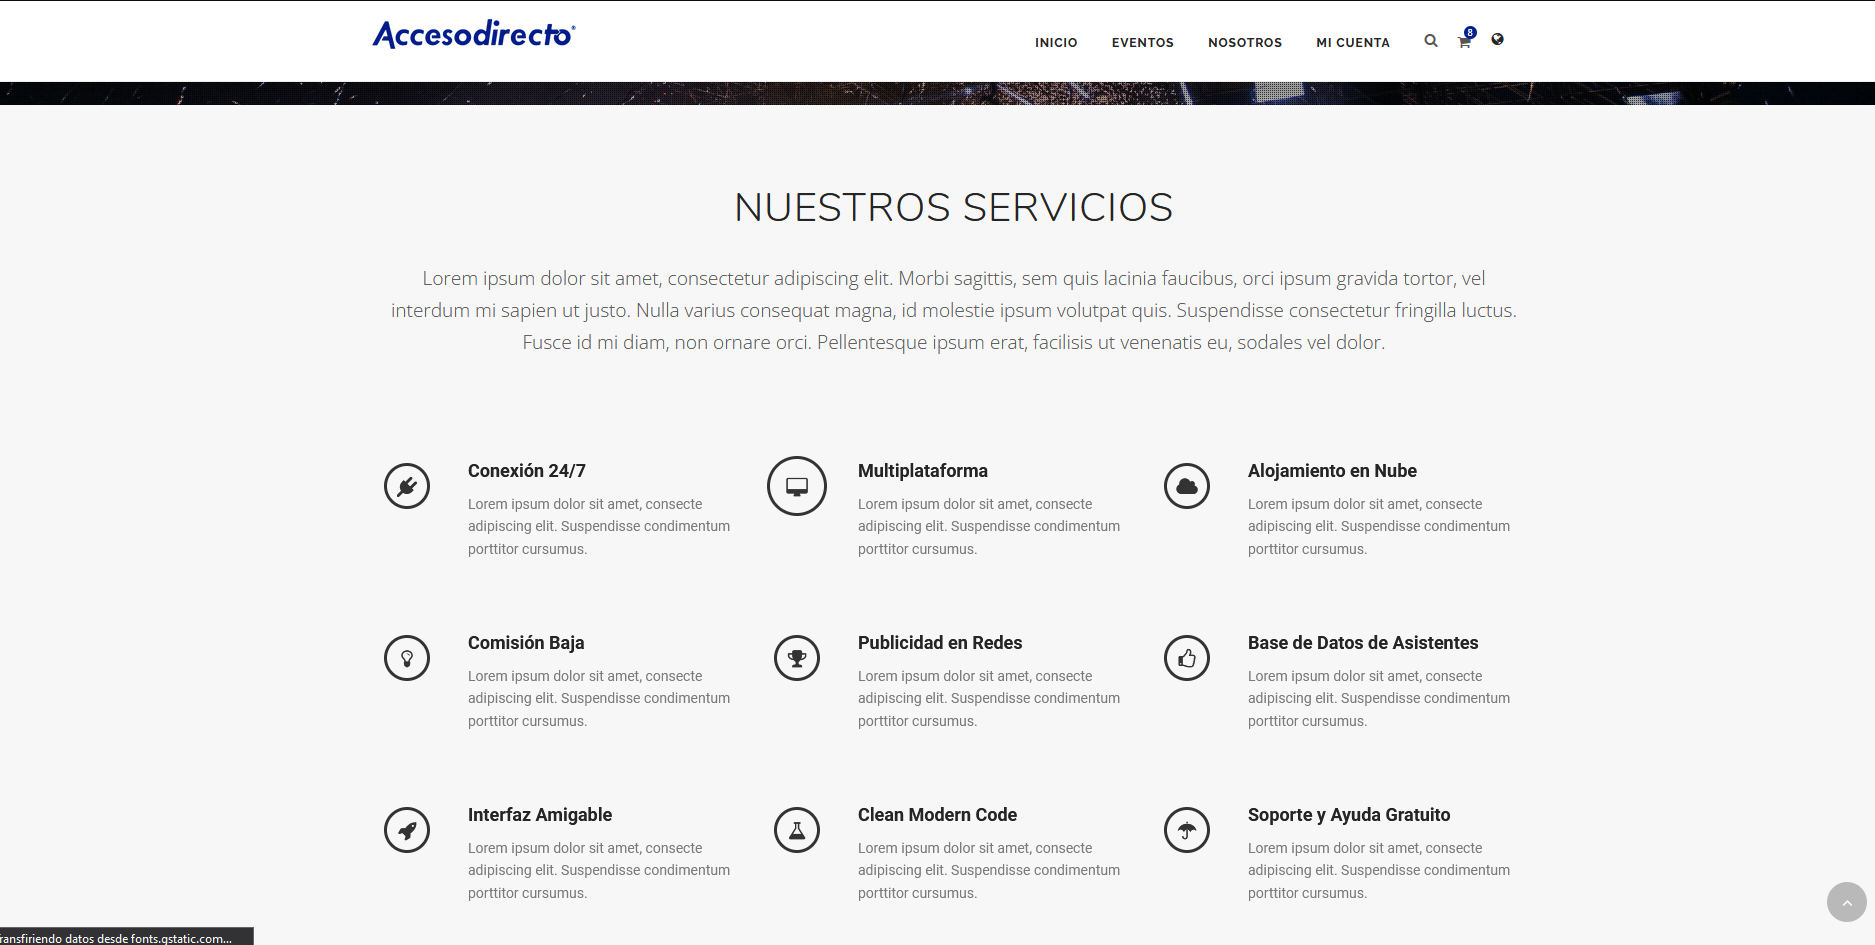 Accesodirecto®
INICIO EVENTOS NOSOTROS MI CUENTA 8
NUESTROS SERVICIOS
Lorem ipsum dolor sit amet, consectetur adipiscing elit. Morbi sagittis, sem quis lacinia faucibus, orci ipsum gravida tortor, vel
interdum mi sapien ut justo. Nulla varius consequat magna, id molestie ipsum volutpat quis. Suspendisse consectetur fringilla luctus.
Fusce id mi diam, non ornare orci. Pellentesque ipsum erat, facilisis ut venenatis eu, sodales vel dolor.
Conexión 24/7
Lorem ipsum dolor sit amet, consecte
adipiscing elit. Suspendisse condimentum
porttitor cursumus.
Multiplataforma
Lorem ipsum dolor sit amet, consecte
adipiscing elit. Suspendisse condimentum
porttitor cursumus.
Alojamiento en Nube
Lorem ipsum dolor sit amet, consecte
adipiscing elit. Suspendisse condimentum
porttitor cursumus.
Comisión Baja
Lorem ipsum dolor sit amet, consecte
adipiscing elit. Suspendisse condimentum
porttitor cursumus.
Publicidad en Redes
Lorem ipsum dolor sit amet, consecte
adipiscing elit. Suspendisse condimentum
porttitor cursumus.
Base de Datos de Asistentes
Lorem ipsum dolor sit amet, consecte
adipiscing elit. Suspendisse condimentum
porttitor cursumus.
Interfaz Amigable
Lorem ipsum dolor sit amet, consecte
adipiscing elit. Suspendisse condimentum
porttitor cursumus.
Clean Modern Code
Lorem ipsum dolor sit amet, consecte
adipiscing elit. Suspendisse condimentum
porttitor cursumus.
Soporte y Ayuda Gratuito
Lorem ipsum dolor sit amet, consecte
adipiscing elit. Suspendisse condimentum
porttitor cursumus.
ransfiriendo datos desde fonts.gstatic.com...